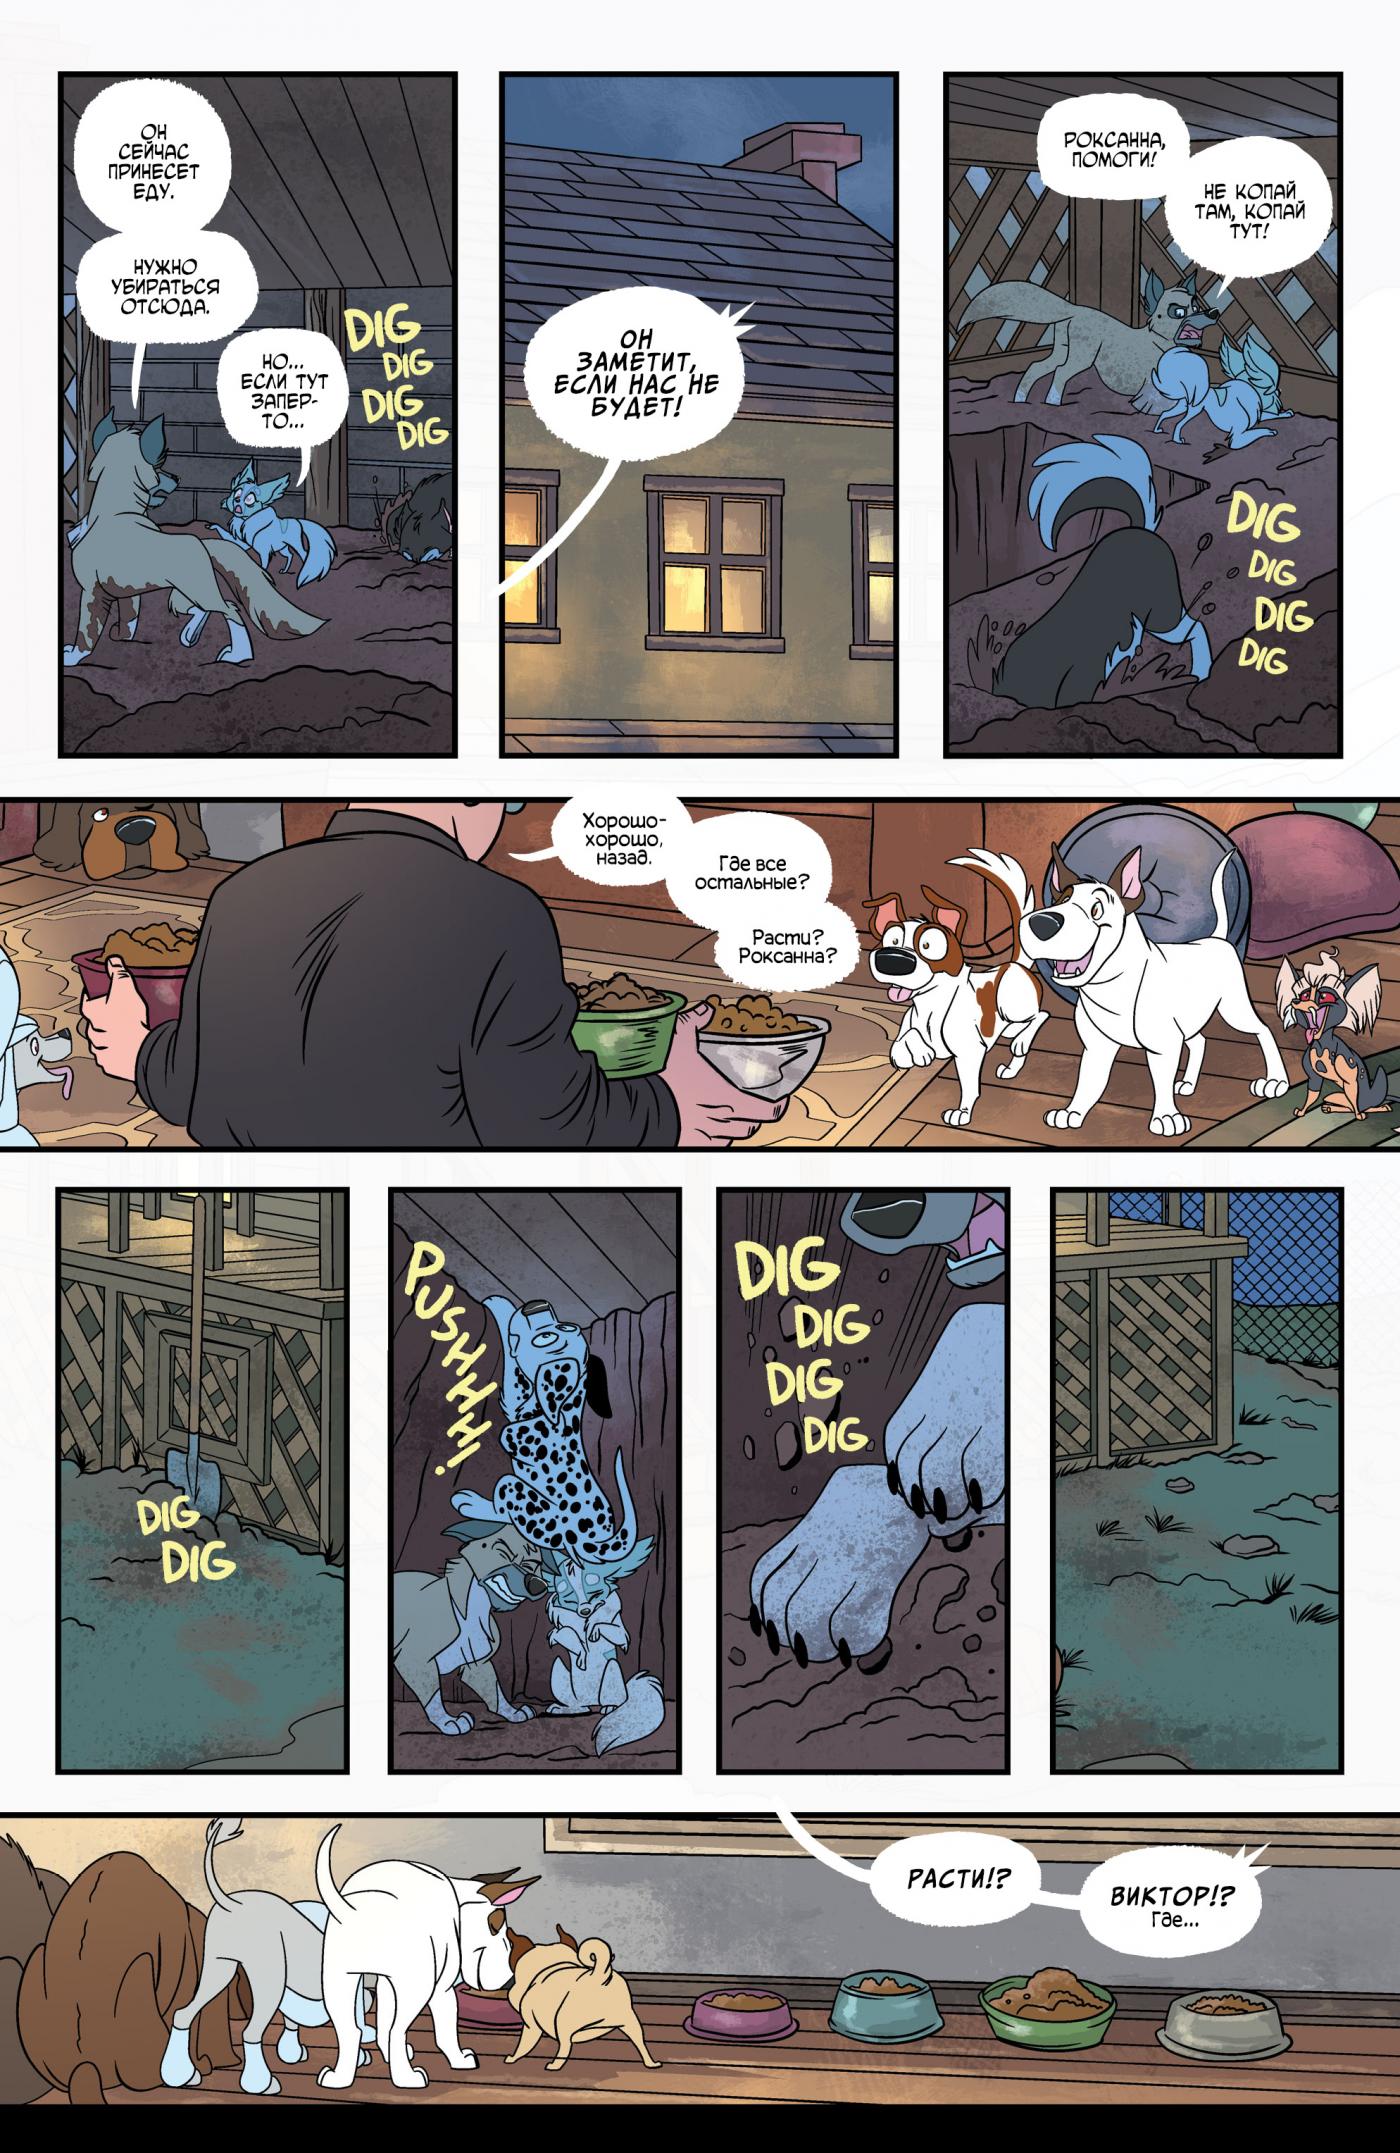 ОН
СЕЙЧАС
ПРИНЕСЕТ
ЕДУ.
НУЖНО
УБИРАТЬСЯ
ОТСЮДА.
НО...
ЕСЛИ ТУТ
ЗАПЕР-
ТО...
DIG
DIG
DIG
DIG
ОН
ЗАМЕТИТ,
ЕСЛИ НАС НЕ
БУДЕТ!
РОКСАННА,
ПОМОГИ!
НЕ КОПАЙ
ТАМ, КОПАЙ
ТУТ!
DIG
DIG
DIG
DIG
Хорошо-
хорошо,
назад.
Где все
остальные?
Расти?
Роксанна?
DIG
DIG
PUSHHHH!
DIG
DIG
DIG
DIG
РАСТИ!?
ВИКТОР!?
Где...